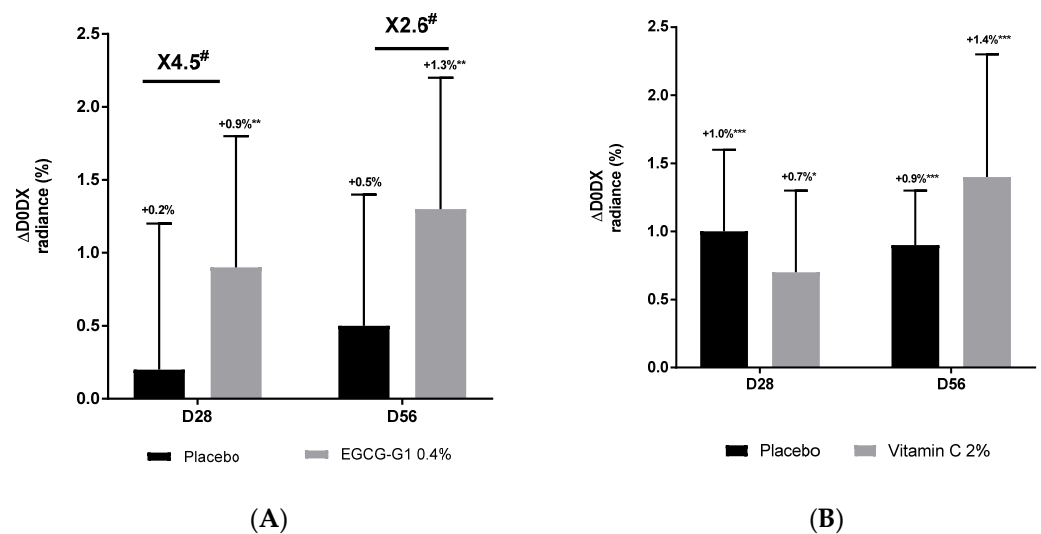 X4.5#
X2.6#
+0.2%
+0.9%**
+0.5%
+1.3%**
2.5
2.0
1.5
1.0
0.5
0.0
ΔD0DX
radiance (%)
D28 D56
Placebo EGCG-G1 0.4%
(A)
+1.0%***
+0.7%*
+0.9%***
+1.4%***
2.5
2.0
1.5
1.0
0.5
0.0
ΔD0DX
radiance (%)
D28 D56
Placebo Vitamin C 2%
(B)